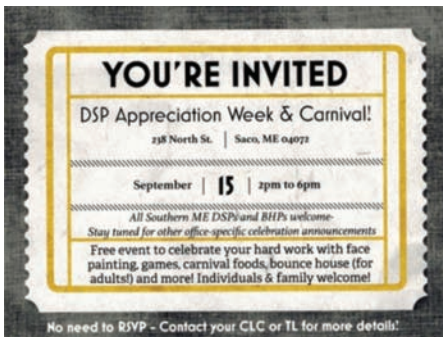 YOU'RE INVITED
DSP Appreciation Week & Carnival!
238 North St. | Saco, ME 04072
September | 15 | 2pm to 6pm
All Southern ME DSPs and BHPs welcome-
Stay tuned for other office-specific celebration announcements
Free event to celebrate your hard work with face
painting, games, carnival foods, bounce house (for
adults!) and more! Individuals & family welcome!
No need to RSVP - Contact your CLC or TL for more details!